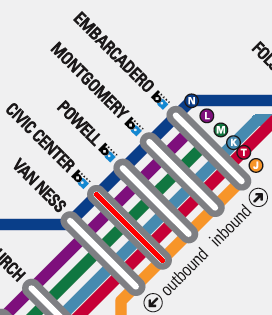 EMBARCADERO
MONTGOMERY
POWELL
CIVIC CENTER
VAN NESS
N
L
M
K
T
J
inbound
outbound